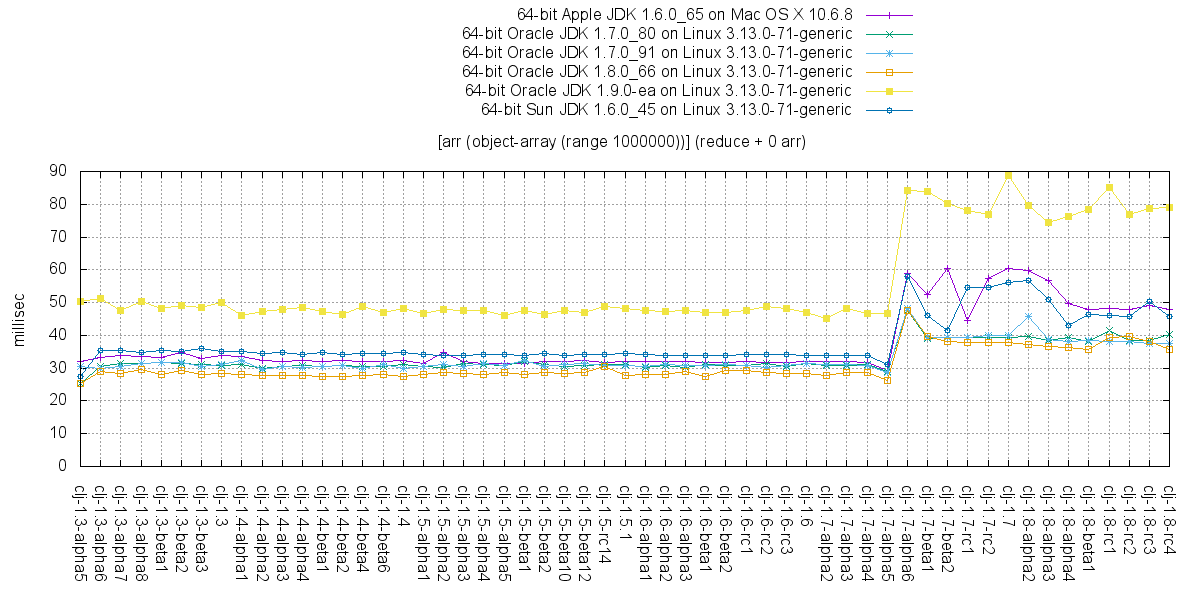 64-bit Apple JDK 1.6.0_65 on Mac OS X 10.6.8
64-bit Oracle JDK 1.7.0_80 on Linux 3.13.0-71-generic
64-bit Oracle JDK 1.7.0_91 on Linux 3.13.0-71-generic
64-bit Oracle JDK 1.8.0_66 on Linux 3.13.0-71-generic
64-bit Oracle JDK 1.9.0-ea on Linux 3.13.0-71-generic
64-bit Sun JDK 1.6.0_45 on Linux 3.13.0-71-generic
[arr (object-array (range 1000000))] (reduce + 0 arr)
90
80
70
60
50
40
30
20
10
0
millisec
clj-1.3-alpha5
clj-1.3-alpha6
clj-1.3-alpha7
clj-1.3-alpha8
clj-1.3-beta1
clj-1.3-beta2
clj-1.3-beta3
clj-1.3
clj-1.4-alpha1
clj-1.4-alpha2
clj-1.4-alpha3
clj-1.4-alpha4
clj-1.4-beta1
clj-1.4-beta2
clj-1.4-beta4
clj-1.4-beta6
clj-1.4
clj-1.5-alpha1
clj-1.5-alpha2
clj-1.5-alpha3
clj-1.5-alpha4
clj-1.5-alpha5
clj-1.5-beta1
clj-1.5-beta2
clj-1.5-beta10
clj-1.5-beta12
clj-1.5-rc14
clj-1.5.1
clj-1.6-alpha1
clj-1.6-alpha2
clj-1.6-alpha3
clj-1.6-beta1
clj-1.6-beta2
clj-1.6-rc1
clj-1.6-rc2
clj-1.6-rc3
clj-1.6
clj-1.7-alpha2
clj-1.7-alpha3
clj-1.7-alpha4
clj-1.7-alpha5
clj-1.7-alpha6
clj-1.7-beta1
clj-1.7-beta2
clj-1.7-rc1
clj-1.7-rc2
clj-1.7
clj-1.8-alpha2
clj-1.8-alpha3
clj-1.8-alpha4
clj-1.8-beta1
clj-1.8-rc1
clj-1.8-rc2
clj-1.8-rc3
clj-1.8-rc4